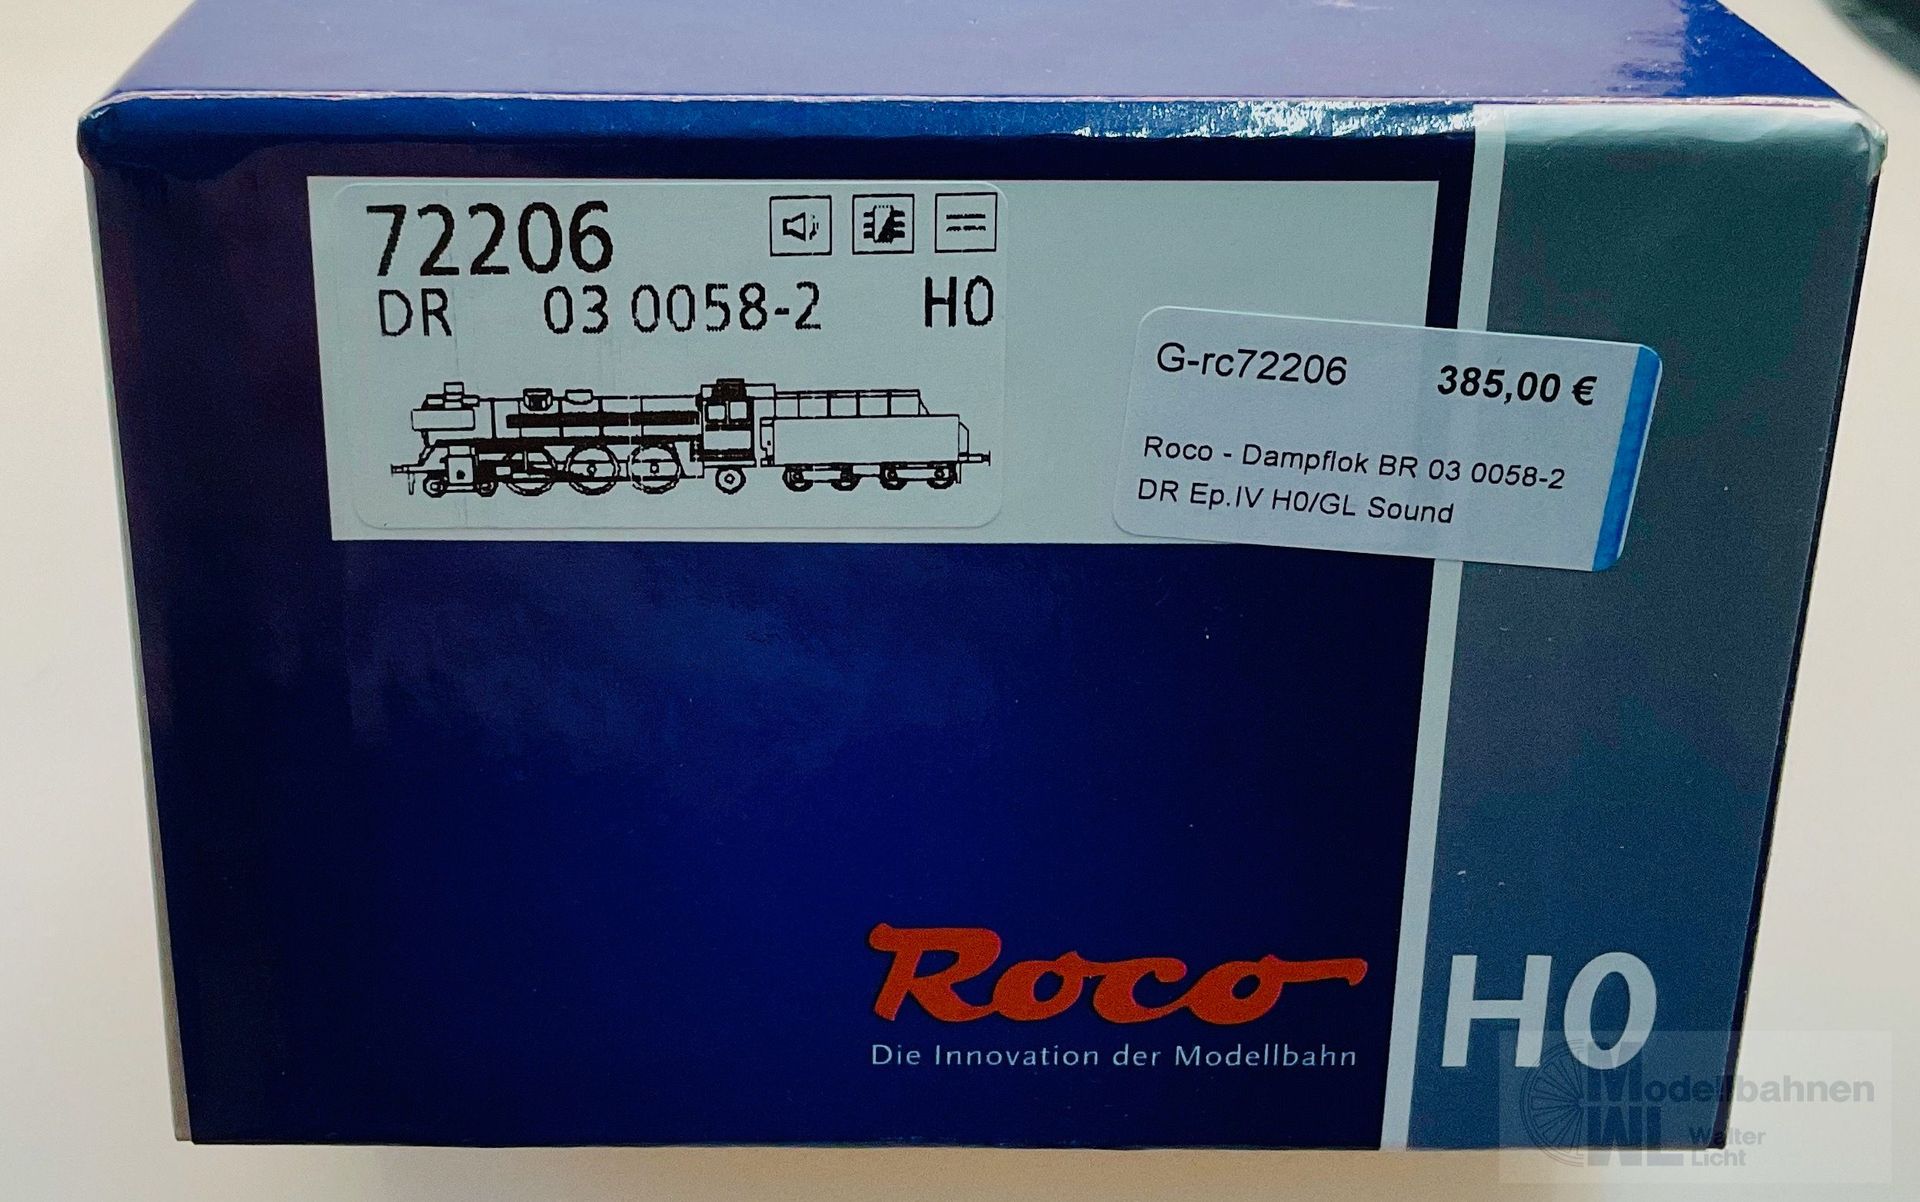 72206
DR 03 0058-2 H0
G-rc72206 385,00 €
Roco - Dampflok BR 03 0058-2
DR Ep.IV H0/GL Sound
Roco
Die Innovation der Modellbahn
H0
Modellbahnen
WL Walter
Licht